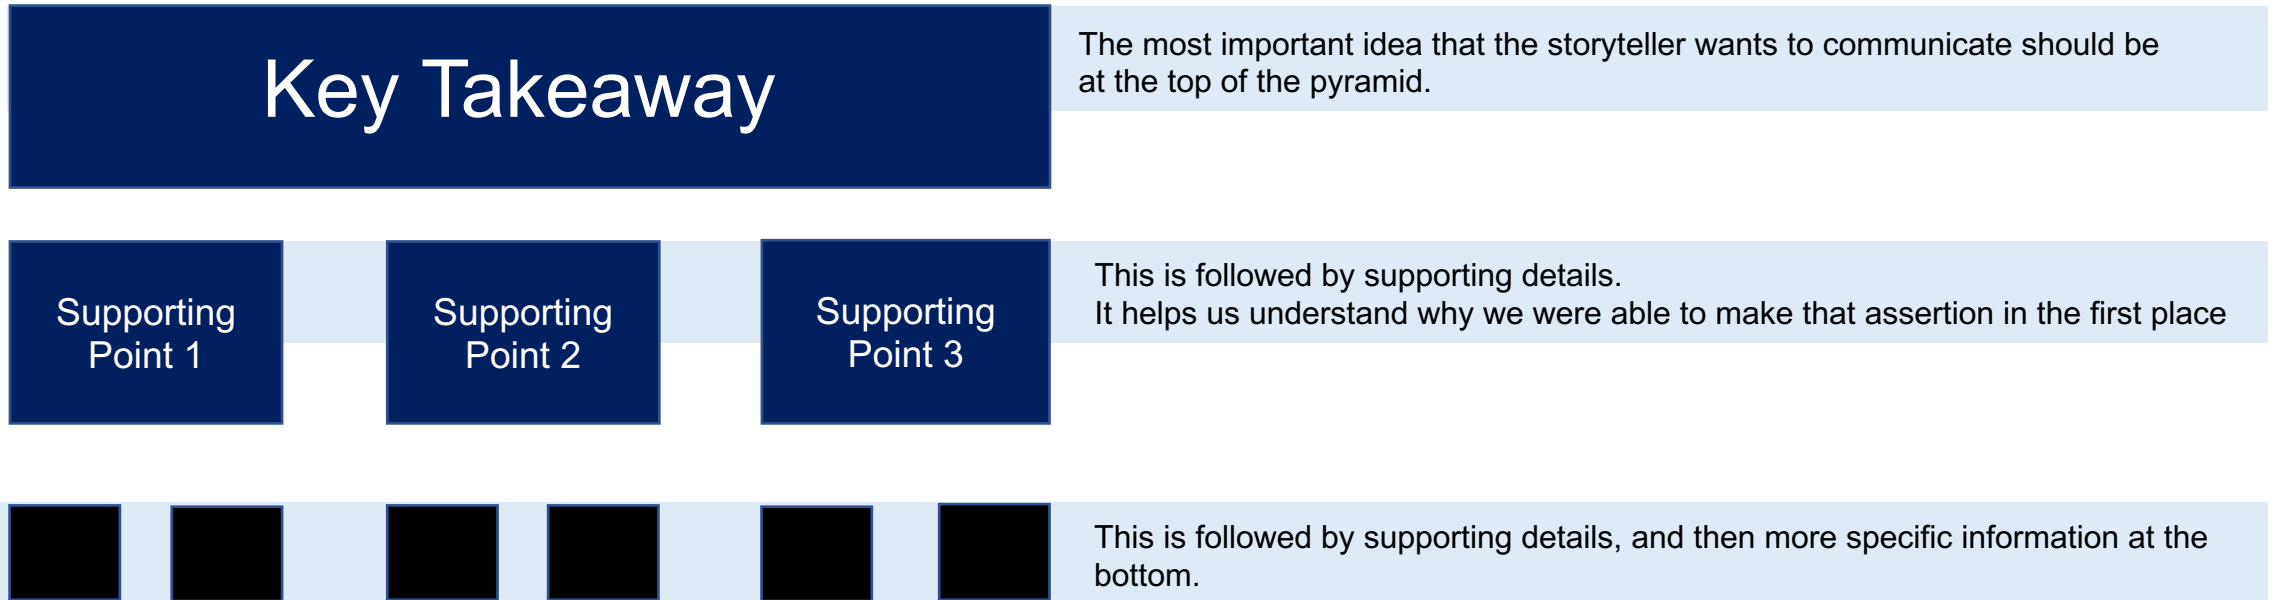 Key Takeaway
The most important idea that the storyteller wants to communicate should be
at the top of the pyramid.
Supporting
Point 1
Supporting
Point 2
Supporting
Point 3
This is followed by supporting details.
It helps us understand why we were able to make that assertion in the first place
This is followed by supporting details, and then more specific information at the
bottom.